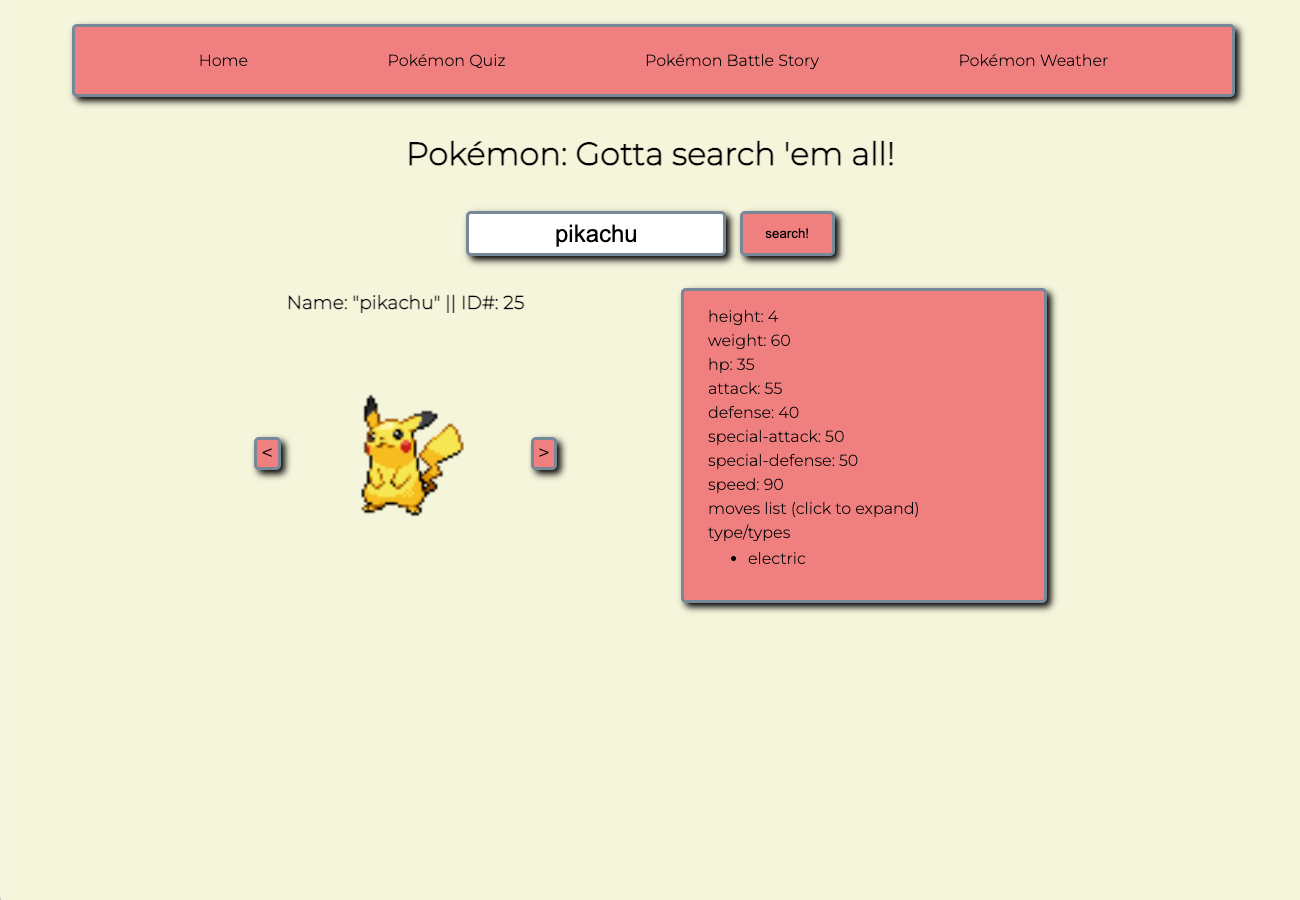 Home Pokémon Quiz Pokémon Battle Story Pokémon Weather
Pokémon: Gotta search 'em all!
pikachu search!
Name: "pikachu" || ID#: 25
< >
height: 4
weight: 60
hp: 35
attack: 55
defense: 40
special-attack: 50
special-defense: 50
speed: 90
moves list (click to expand)
type/types
• electric